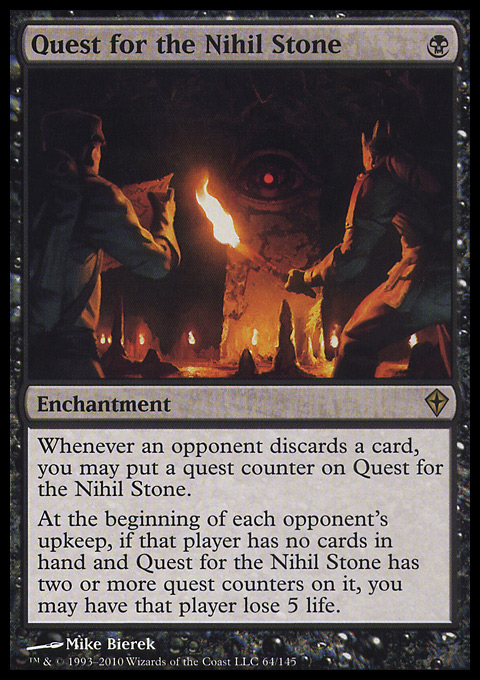 Quest for the Nihil Stone
Enchantment
Whenever an opponent discards a card,
you may put a quest counter on Quest for
the Nihil Stone.
At the beginning of each opponent's
upkeep, if that player has no cards in
hand and Quest for the Nihil Stone has
two or more quest counters on it, you
may have that player lose 5 life.
Mike Bierek
™ & © 1993–2010 Wizards of the Coast LLC 64/145